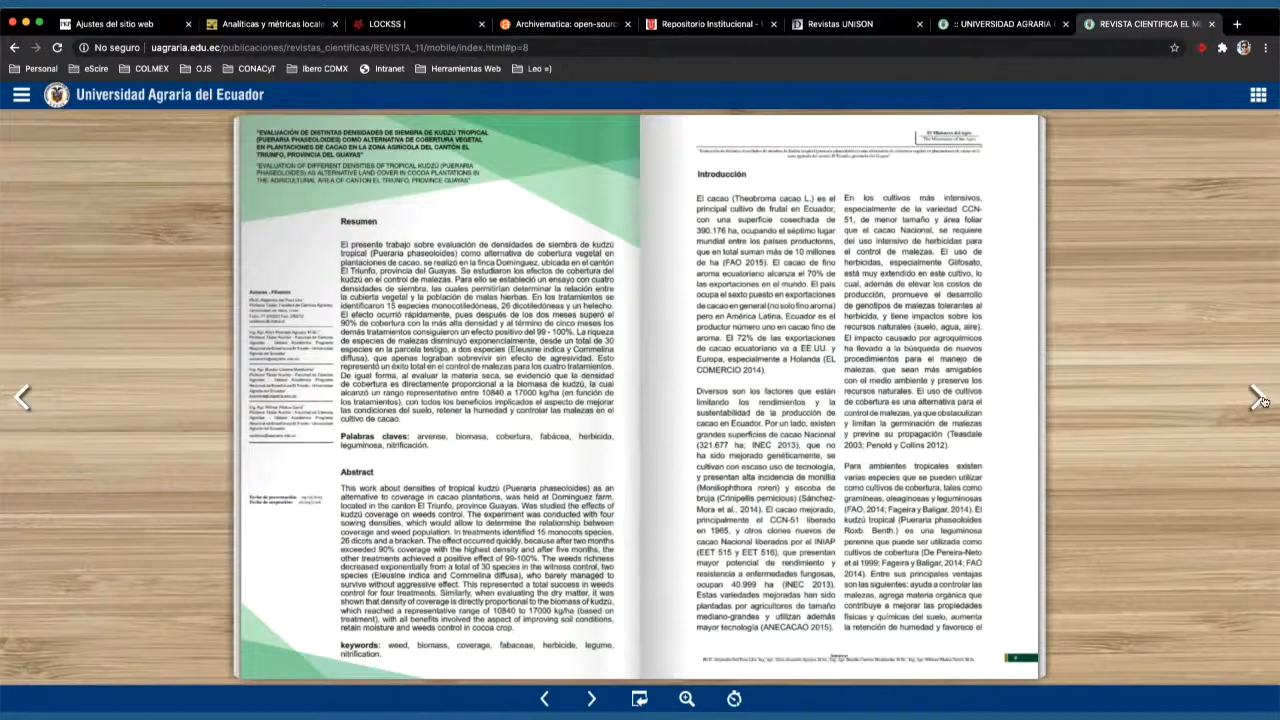 Ajustes del sitio web
Analíticas y métricas locale
LOCKSS |
Archivematica: open-sour
Repositorio Institucional -
Revistas UNISON
:: UNIVERSIDAD AGRARIA
REVISTA CIENTIFICA EL M
No seguro | uagraria.edu.ec/publicaciones/revistas_cientificas/REVISTA_11/mobile/index.html#p=8
Personal
eScire
COLMEX
OJS
CONACyT
Ibero CDMX
Intranet
Herramientas Web
Leo =)
Universidad Agraria del Ecuador
"EVALUACIÓN DE DISTINTAS DENSIDADES DE SIEMBRA DE KUDZÚ TROPICAL
(PUERARIA PHASEOLOIDES) COMO ALTERNATIVA DE COBERTURA VEGETAL
EN PLANTACIONES DE CACAO EN LA ZONA AGRÍCOLA DEL CANTÓN EL
TRIUNFO, PROVINCIA DEL GUAYAS"
"EVALUATION OF DIFFERENT DENSITIES OF TROPICAL KUDZÚ (PUERARIA
PHASEOLOIDES) AS ALTERNATIVE LAND COVER IN COCOA PLANTATIONS IN
THE AGRICULTURAL AREA OF CANTON EL TRIUNFO, PROVINCE GUAYAS"
Resumen
El presente trabajo sobre evaluación de densidades de siembra de kudzú
tropical (Pueraria phaseoloides) como alternativa de cobertura vegetal en
plantaciones de cacao, se realizó en la finca Domínguez, ubicada en el cantón
El Triunfo, provincia del Guayas. Se estudiaron los efectos de cobertura del
kudzú en el control de malezas. Para ello se estableció un ensayo con cuatro
densidades de siembra, las cuales permitirían determinar la relación entre
la cubierta vegetal y la población de malas hierbas. En los tratamientos se
identificaron 15 especies monocotiledóneas, 26 dicotiledóneas y un helecho.
El efecto ocurrió rápidamente, pues después de los dos meses superó el
90% de cobertura con la más alta densidad y al término de cinco meses los
demás tratamientos consiguieron un efecto positivo del 99 - 100%. La riqueza
de especies de malezas disminuyó exponencialmente, desde un total de 30
especies en la parcela testigo, a dos especies (Eleusine indica y Commelina
diffusa), que apenas lograban sobrevivir sin efecto de agresividad. Esto
representó un éxito total en el control de malezas para los cuatro tratamientos.
De igual forma, al evaluar la materia seca, se evidenció que la densidad
de cobertura es directamente proporcional a la biomasa de kudzú, la cual
alcanzó un rango representativo entre 10840 a 17000 kg/ha (en función de
los tratamientos), con todos los beneficios implicados el aspecto de mejorar
las condiciones del suelo, retener la humedad y controlar las malezas en el
cultivo de cacao.
Palabras claves: arvense, biomasa, cobertura, fabácea, herbicida,
leguminosa, nitrificación.
Abstract
This work about densities of tropical kudzú (Pueraria phaseoloides) as an
alternative to coverage in cacao plantations, was held at Dominguez farm.
located in the canton El Triunfo, province Guayas. Was studied the effects of
kudzu coverage on weeds control. The experiment was conducted with four
sowing densities, which would allow to determine the relationship between
coverage and weed population. In treatments identified 15 monocots species,
26 dicots and a bracken. The effect occurred quickly, because after two months
exceeded 90% coverage with the highest density and after five months, the
other treatments achieved a positive effect of 99-100%. The weeds richness
decreased exponentially from a total of 30 species in the witness control, two
species (Eleusine indica and Commelina diffusa), who barely managed to
survive without aggressive effect. This represented a total success in weeds
control for four treatments. Similarly, when evaluating the dry matter, it was
shown that density of coverage is directly proportional to the biomass of kudzú,
which reached a representative range of 10840 to 17000 kg/ha (based on
treatment), with all benefits involved the aspect of improving soil conditions,
retain moisture and weeds control in cocoa crop.
keywords: weed, biomass, coverage, fabaceae, herbicide, legume,
nitrification.
Autores - Filiación
Fecha de presentación:
Fecha de aceptación:
El Misionero del Agro
Introducción
El cacao (Theobroma cacao L.) es el
principal cultivo de frutal en Ecuador,
con una superficie cosechada de
390.176 ha, ocupando el séptimo lugar
mundial entre los países productores,
que en total suman más de 10 millones
de ha (FAO 2015). El cacao de fino
aroma ecuatoriano alcanza el 70% de
las exportaciones en el mundo. El país
ocupa el sexto puesto en exportaciones
de cacao en general (no solo fino aroma)
pero en América Latina, Ecuador es el
productor número uno en cacao fino de
aroma. El 72% de las exportaciones
de cacao ecuatoriano va a EE.UU. y
Europa, especialmente a Holanda (EL
COMERCIO 2014).
Diversos son los factores que están
limitando los rendimientos y la
sustentabilidad de la producción de
cacao en Ecuador. Por un lado, existen
grandes superficies de cacao Nacional
(321.677 ha; INEC 2013), que no
ha sido mejorado genéticamente, se
cultivan con escaso uso de tecnología,
y presentan alta incidencia de monilia
(Moniliophthora roreri) y escoba de
bruja (Crinipellis pernicious) (Sánchez-
Mora et al., 2014). El cacao mejorado,
principalmente el CCN-51 liberado
en 1965, y otros clones nuevos de
cacao Nacional liberados por el INIAP
(EET 515 y EET 516), que presentan
mayor potencial de rendimiento y
resistencia a enfermedades fungosas,
ocupan 40.999 ha (INEC 2013).
Estas variedades mejoradas han sido
plantadas por agricultores de tamaño
mediano-grandes y utilizan además
mayor tecnología (ANECACAO 2015).
En los cultivos más intensivos,
especialmente de la variedad CCN-
51, de menor tamaño y área foliar
que el cacao Nacional, se requiere
del uso intensivo de herbicidas para
el control de malezas. El uso de
herbicidas, especialmente Glifosato,
está muy extendido en este cultivo, lo
cual, además de elevar los costos de
producción, promueve el desarrollo
de genotipos de malezas tolerantes al
herbicida, y tiene impactos sobre los
recursos naturales (suelo, agua, aire).
El impacto causado por agroquímicos
ha llevado a la búsqueda de nuevos
procedimientos para el manejo de
malezas, que sean más amigables
con el medio ambiente y preserve los
recursos naturales. El uso de cultivos
de cobertura es una alternativa para el
control de malezas, ya que obstaculizan
y limitan la germinación de malezas
y previne su propagación (Teasdale
2003; Penold y Collins 2012).
Para ambientes tropicales existen
varias especies que se pueden utilizar
como cultivos de cobertura, tales como
gramíneas, oleaginosas y leguminosas
(FAO, 2014; Fageira y Baligar, 2014). El
kudzú tropical (Pueraria phaseoloides
Roxb. Benth.) es una leguminosa
perenne que puede ser utilizada como
cultivos de cobertura (De Pereira-Neto
et al 1999; Fageira y Baligar, 2014; FAO
2014). Entre sus principales ventajas
son las siguientes: ayuda a controlar las
malezas, agrega materia orgánica que
contribuye a mejorar las propiedades
físicas y químicas del suelo, aumenta
la retención de humedad y favorece el